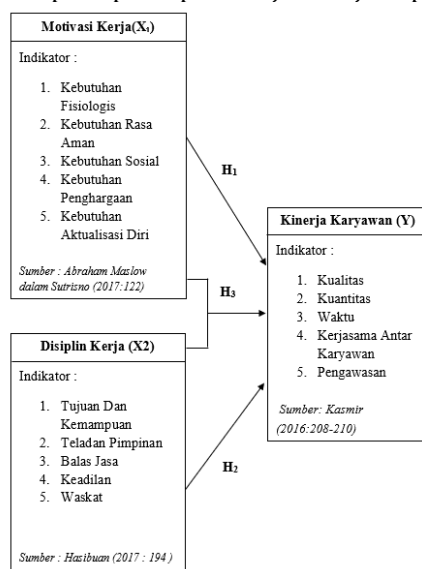 Motivasi Kerja(X₁)
Indikator :
1. Kebutuhan
Fisiologis
2. Kebutuhan Rasa
Aman
3. Kebutuhan Sosial
4. Kebutuhan
Penghargaan
5. Kebutuhan
Aktualisasi Diri
Sumber : Abraham Maslow
dalam Sutrisno (2017:122)
H₁
H₃
Disiplin Kerja (X2)
Indikator :
1. Tujuan Dan
Kemampuan
2. Teladan Pimpinan
3. Balas Jasa
4. Keadilan
5. Waskat
Sumber : Hasibuan (2017 : 194 )
H₂
Kinerja Karyawan (Y)
Indikator :
1. Kualitas
2. Kuantitas
3. Waktu
4. Kerjasama Antar
Karyawan
5. Pengawasan
Sumber: Kasmir
(2016:208-210)